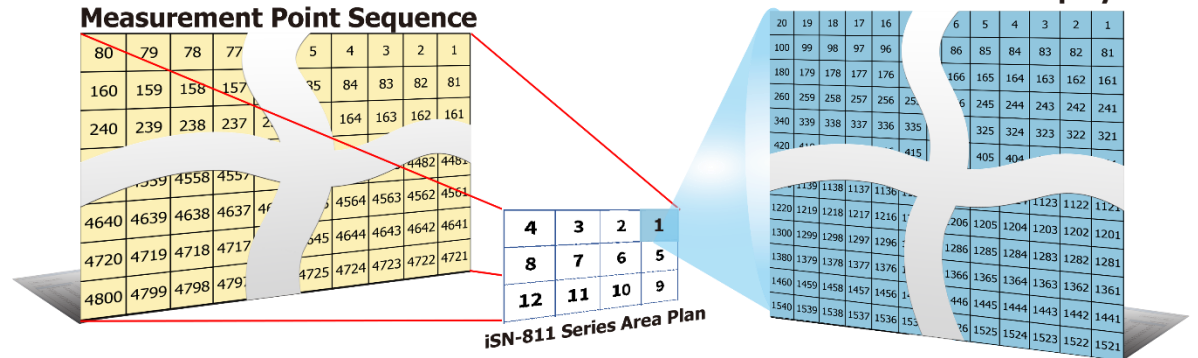 Measurement Point Sequence
80 79 78 77 5 4 3 2 1
160 159 158 157 84 83 82 81
240 239 238 237 164 163 162 161
4482 4481
4558 4557
4640 4639 4638 4637 4564 4563 4562 4561
4720 4719 4718 4717 4644 4643 4642 4641
4800 4799 4798 4797 4725 4724 4723 4722 4721
4 3 2 1
8 7 6 5
12 11 10 9
iSN-811 Series Area Plan
20 19 18 17 16 6 5 4 3 2 1
100 99 98 97 96 86 85 84 83 82 81
180 179 178 177 176 166 165 164 163 162 161
260 259 258 257 256 245 244 243 242 241
340 339 338 337 336 335 325 324 323 322 321
420 415 405 404
1139 1138 1137 1136 1123 1122 1121
1220 1219 1218 1217 1216 1206 1205 1204 1203 1202 1201
1300 1299 1298 1297 1296 1286 1285 1284 1283 1282 1281
1380 1379 1378 1377 1376 1366 1365 1364 1363 1362 1361
1460 1459 1458 1457 1456 1446 1445 1444 1443 1442 1441
1540 1539 1538 1537 1536 1525 1524 1523 1522 1521